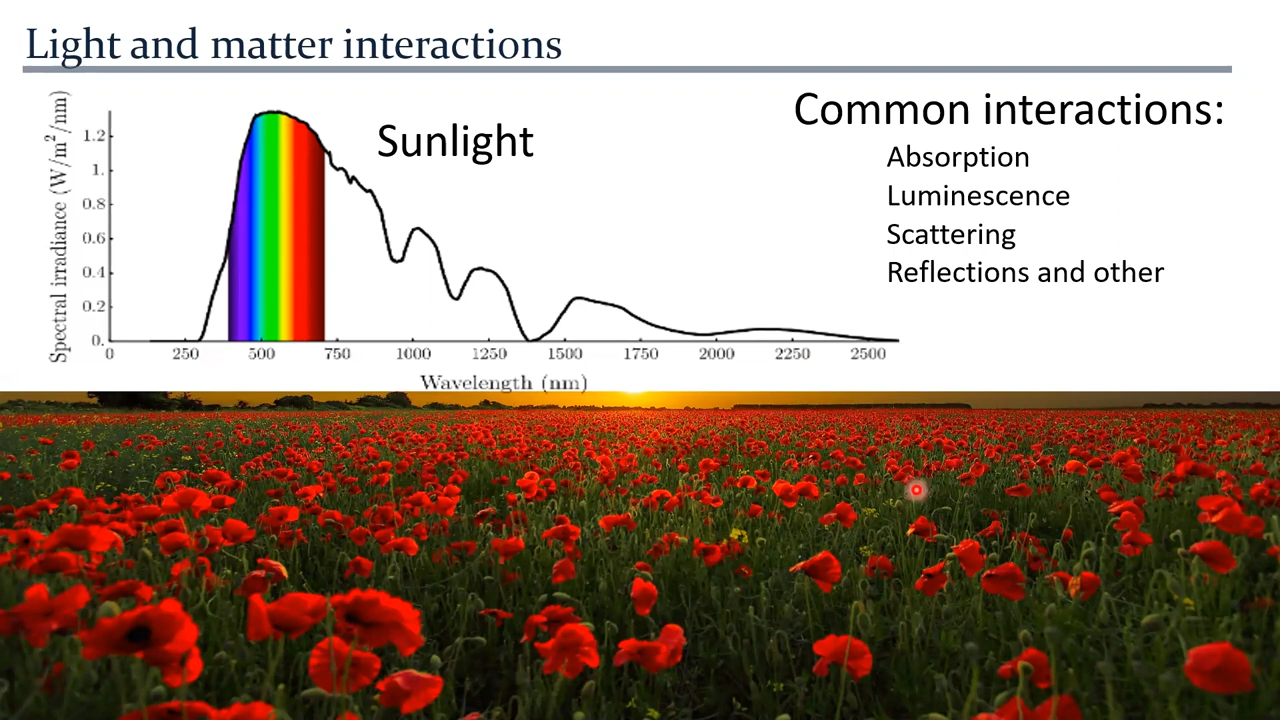 Light and matter interactions
Sunlight
Spectral irradiance (W/m²/nm)
1.2
1.
0.8
0.6
0.4
0.2
0.
0 250 500 750 1000 1250 1500 1750 2000 2250 2500
Wavelength (nm)
Common interactions:
Absorption
Luminescence
Scattering
Reflections and other